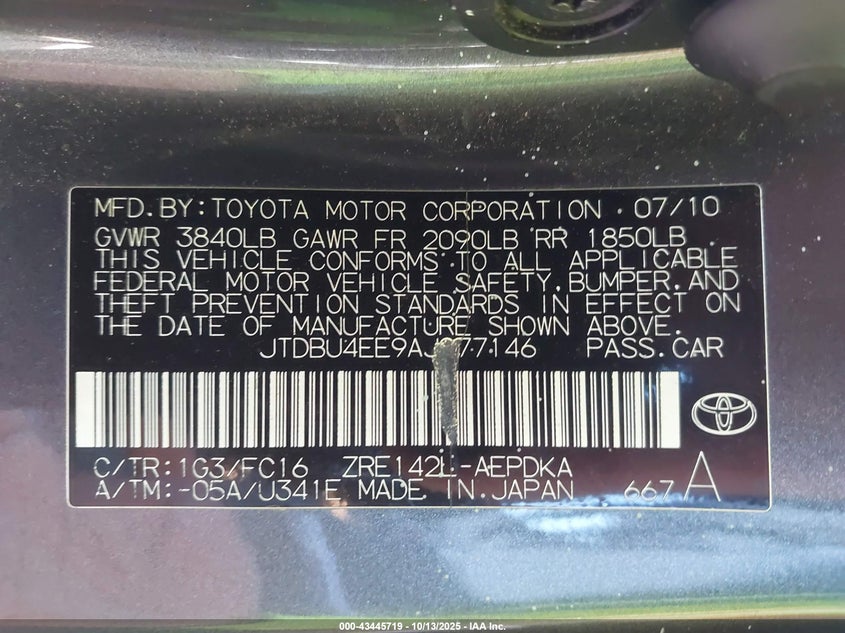 MFD.BY:TOYOTA MOTOR CORPORATION 07/10
GVWR 3840LB GAWR FR 2090LB RR 1850LB
THIS VEHICLE CONFORMS TO ALL APPLICABLE
FEDERAL MOTOR VEHICLE SAFETY,BUMPER,AND
THEFT PREVENTION STANDARDS IN EFFECT ON
THE DATE OF MANUFACTURE SHOWN ABOVE.
PASS.CAR
C/TR:1G3/FC16 ZRE142L-AEPDKA
A/TM:-05A/U341E MADE IN JAPAN 667 A
000-43445719 - 10/13/2025 - IAA Inc.